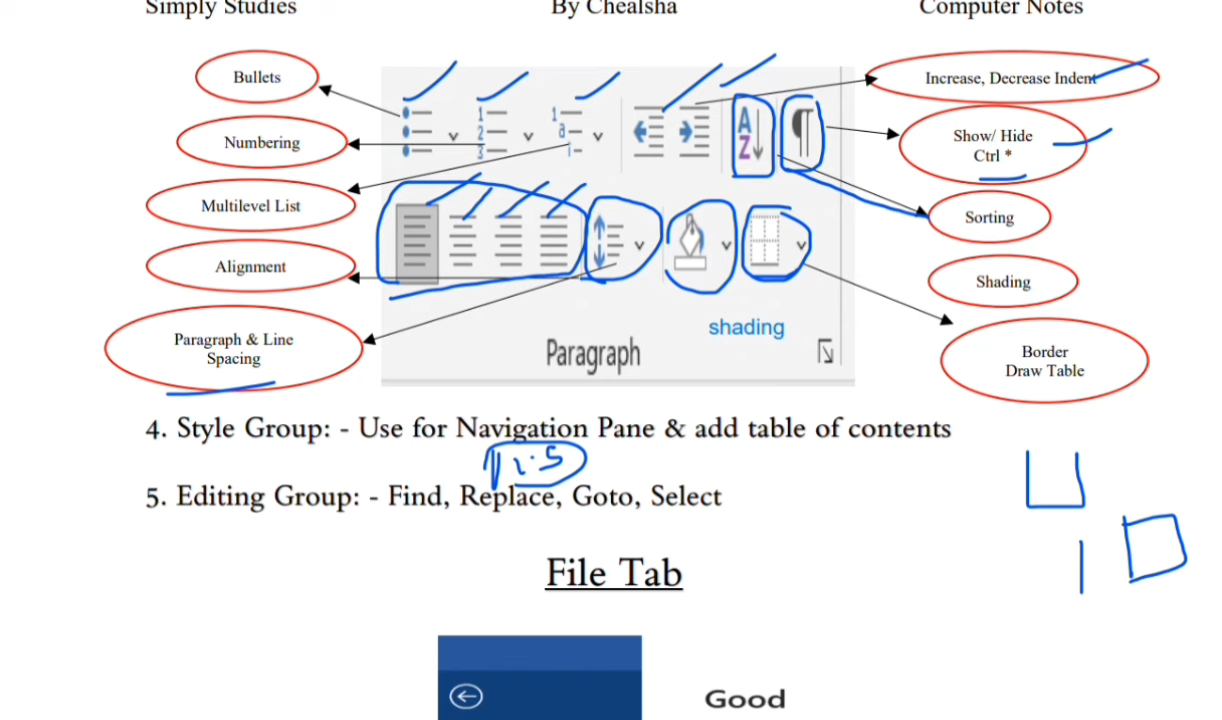 Simply Studies
By Chealsha
Computer Notes
Bullets
Increase, Decrease Indent
Numbering
Show/ Hide
Ctrl *
Multilevel List
Sorting
Alignment
Shading
Paragraph & Line
Spacing
shading
Paragraph
Border
Draw Table
4. Style Group: - Use for Navigation Pane & add table of contents
1.5
5. Editing Group: - Find, Replace, Goto, Select
File Tab
Good